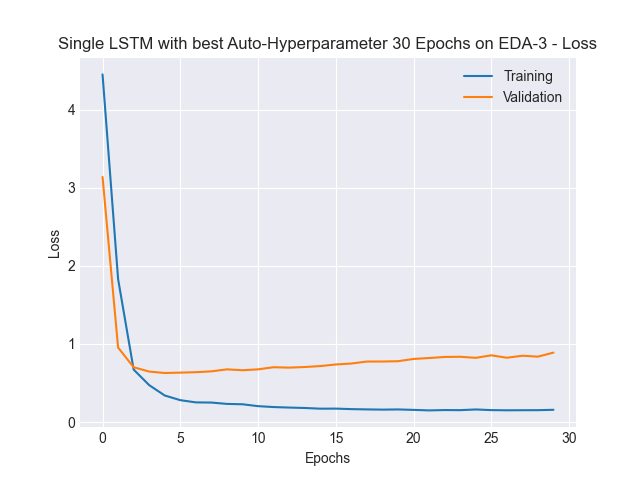 Single LSTM with best Auto-Hyperparameter 30 Epochs on EDA-3 - Loss
Training
Validation
4
3
2
1
0
Loss
0 5 10 15 20 25 30
Epochs